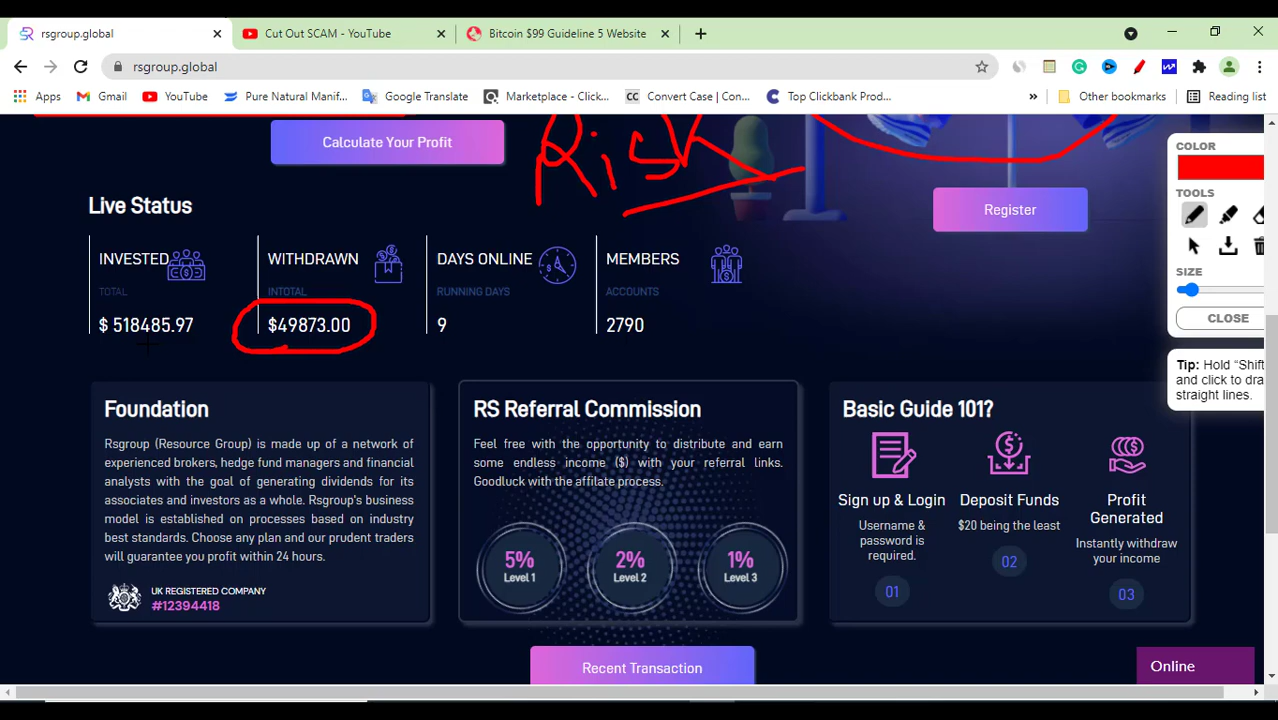 rsgroup.global
Cut Out SCAM - YouTube
Bitcoin $99 Guideline 5 Website
rsgroup.global
Apps
Gmail
YouTube
Pure Natural Manif...
Google Translate
Marketplace - Click...
CC Convert Case | Con...
Top Clickbank Prod...
»
Other bookmarks
Reading list
Calculate Your Profit
Risk
Register
Live Status
INVESTED
TOTAL
$ 518485.97
WITHDRAWN
INTOTAL
$49873.00
DAYS ONLINE
RUNNING DAYS
9
MEMBERS
ACCOUNTS
2790
COLOR
TOOLS
SIZE
CLOSE
Tip: Hold “Shift
and click to dra
straight lines.
Foundation
Rsgroup (Resource Group) is made up of a network of
experienced brokers, hedge fund managers and financial
analysts with the goal of generating dividends for its
associates and investors as a whole. Rsgroup's business
model is established on processes based on industry
best standards. Choose any plan and our prudent traders
will guarantee you profit within 24 hours.
UK REGISTERED COMPANY
#12394418
RS Referral Commission
Feel free with the opportunity to distribute and earn
some endless income ($) with your referral links.
Goodluck with the affilate process.
5%
Level 1
2%
Level 2
1%
Level 3
Basic Guide 101?
Sign up & Login
Username &
password is
required.
01
Deposit Funds
$20 being the least
02
Profit
Generated
Instantly withdraw
your income
03
Recent Transaction
Online